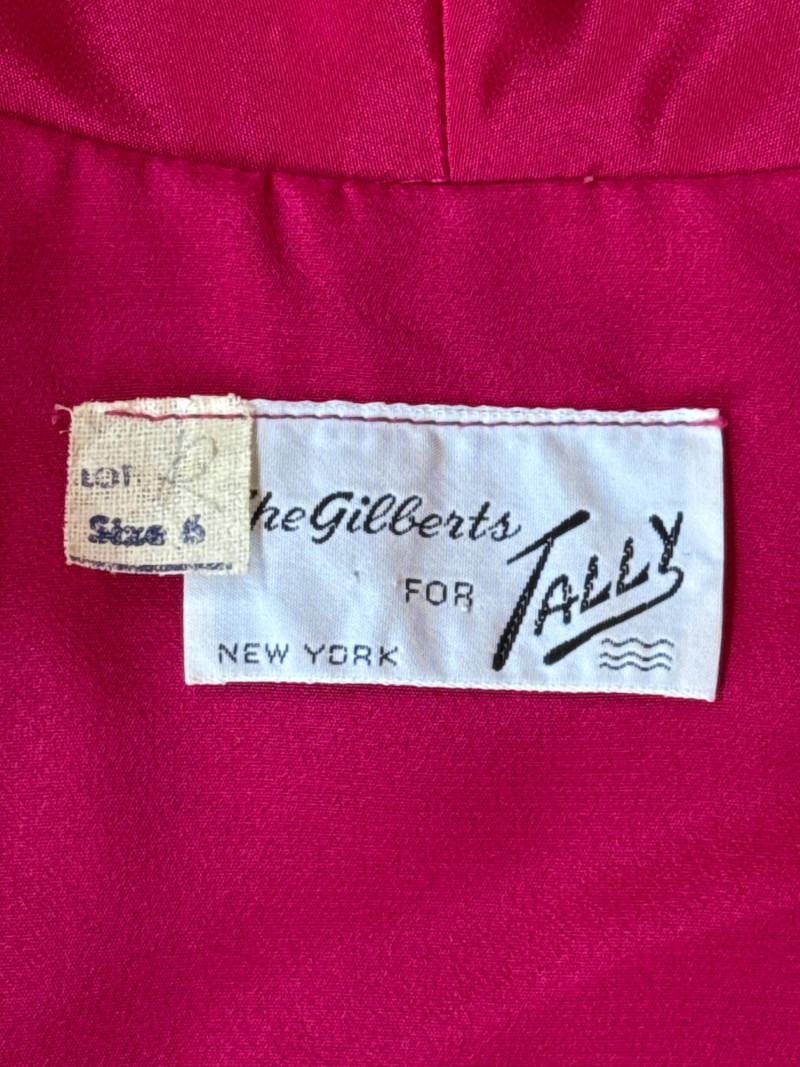 LOT
Size 6
The Gilberts
FOR TALLY
NEW YORK